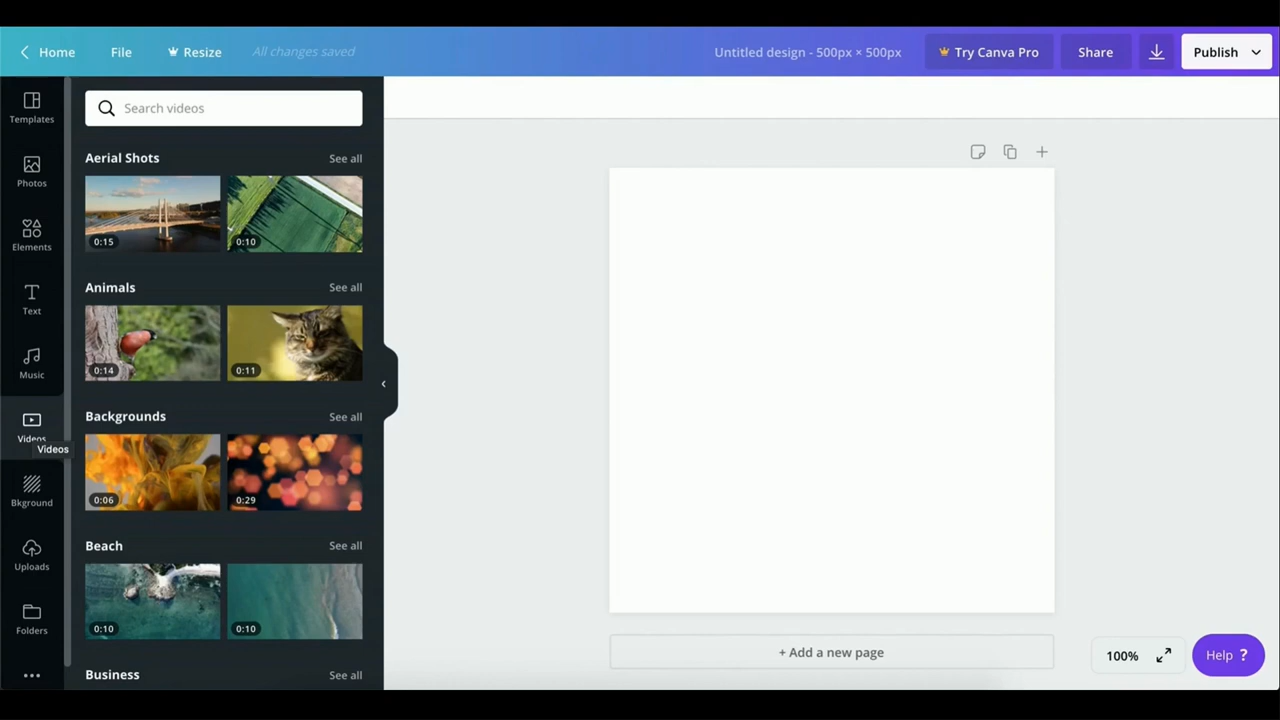 Home File Resize All changes saved Untitled design - 500px × 500px Try Canva Pro Share Publish
Templates
Photos
Elements
Text
Music
Videos
Videos
Bkground
Uploads
Folders
Search videos
Aerial Shots See all
0:15 0:10
Animals See all
0:14 0:11
Backgrounds See all
0:06 0:29
Beach See all
0:10 0:10
Business See all
+ Add a new page
100% Help ?